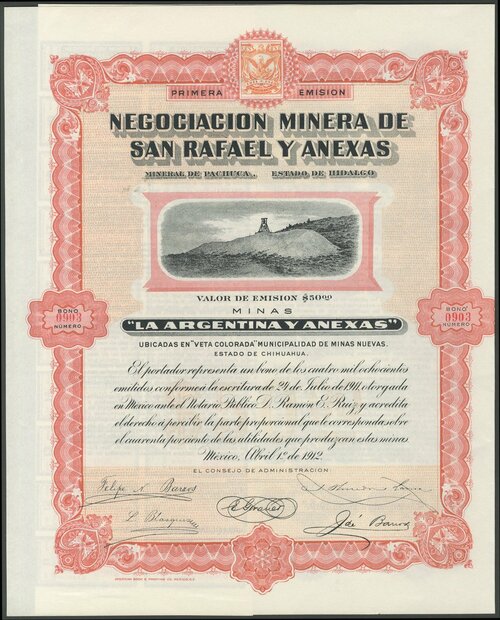 PRIMERA EMISION
NEGOCIACION MINERA DE
SAN RAFAEL Y ANEXAS
MINERAL DE PACHUCA, ESTADO DE HIDALGO
VALOR DE EMISION $50.00
MINAS
"LA ARGENTINA Y ANEXAS"
BONO
0903
NUMERO
BONO
0903
NUMERO
UBICADAS EN "VETA COLORADA" MUNICIPALIDAD DE MINAS NUEVAS.
ESTADO DE CHIHUAHUA.
El portador representa un bono de los cuatro mil ochocientos
emitidos conforme á la escritura de 24 de Julio de 1911, otorgada
en México ante el Notario Público D. Ramón E. Ruiz y acredita
el derecho á percibir la parte proporcional que le corresponda sobre
el cuarenta por ciento de las utilidades que produzcan estas minas
México, Abril 1º de 1912.
EL CONSEJO DE ADMINISTRACION
Felipe N. Barros